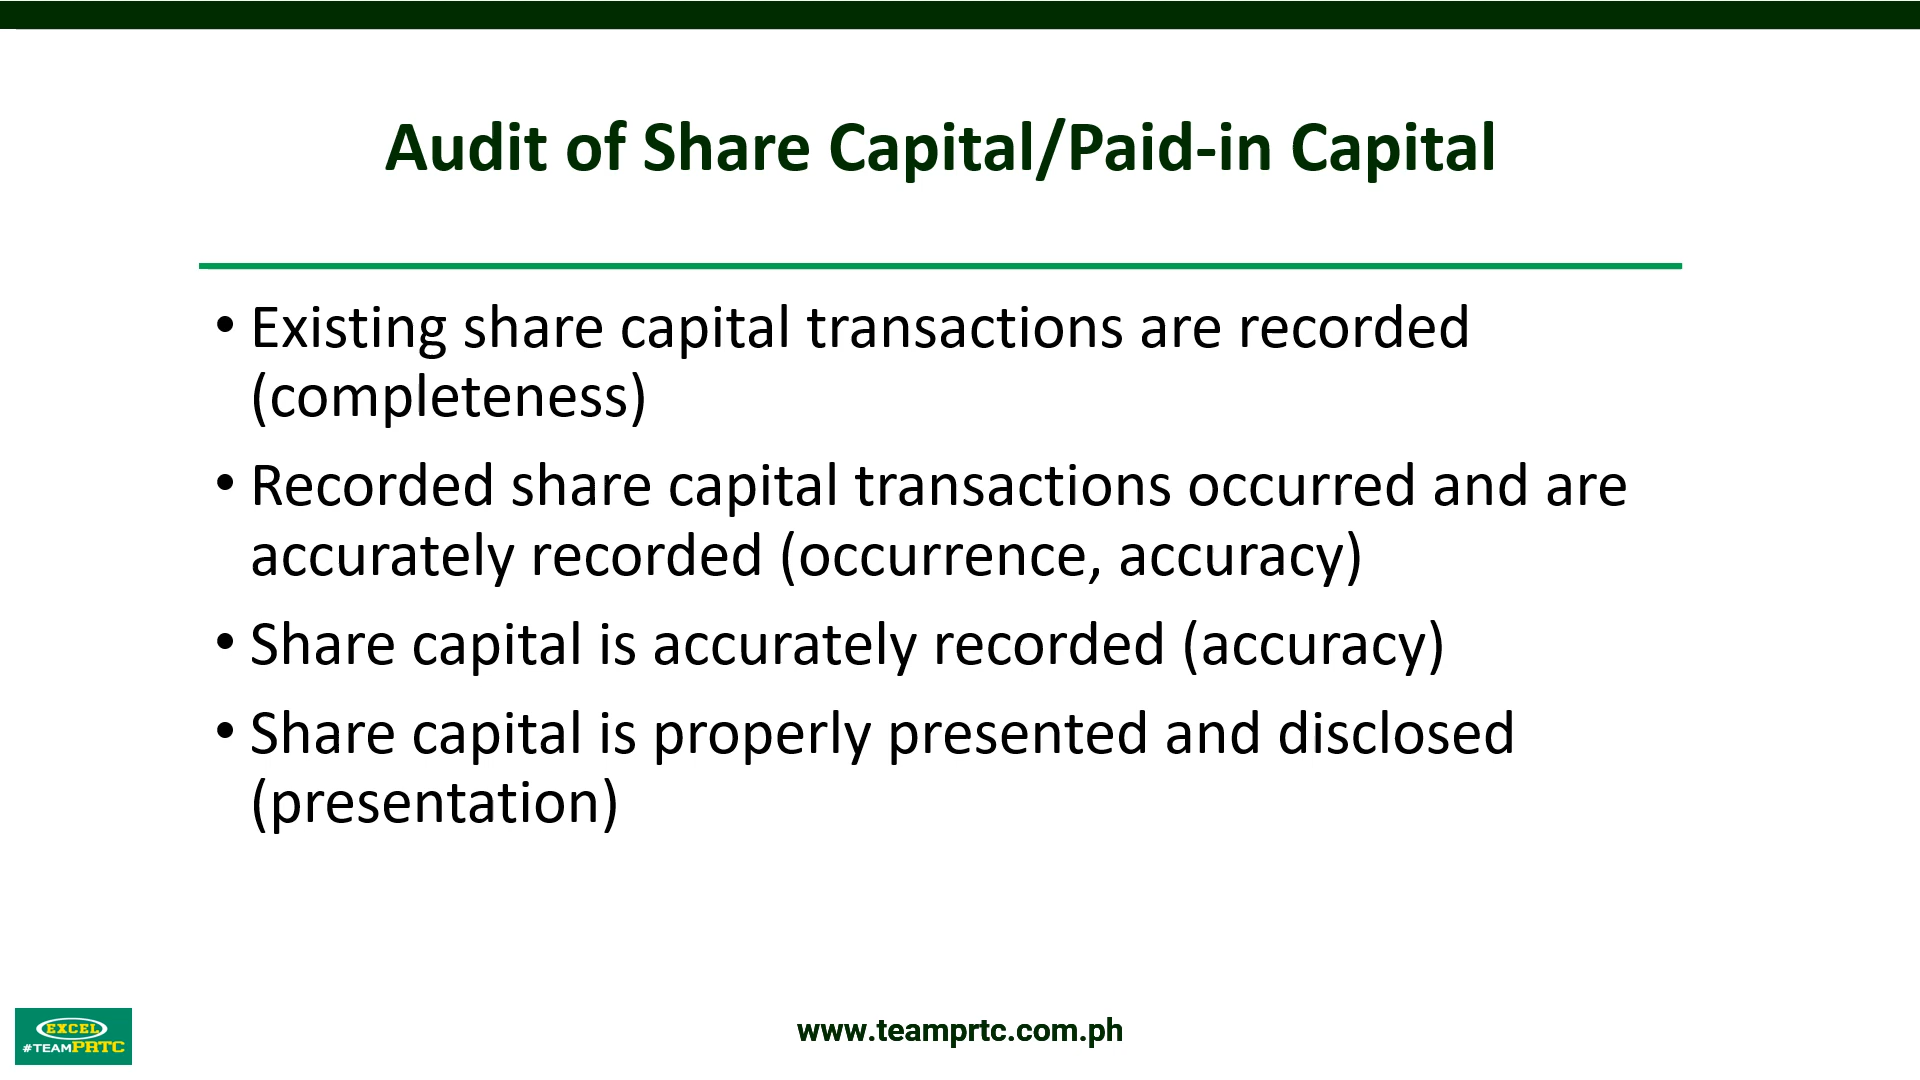 Audit of Share Capital/Paid-in Capital
• Existing share capital transactions are recorded
(completeness)
• Recorded share capital transactions occurred and are
accurately recorded (occurrence, accuracy)
• Share capital is accurately recorded (accuracy)
• Share capital is properly presented and disclosed
(presentation)
EXCEL
#TEAMPRTC
www.teamprtc.com.ph